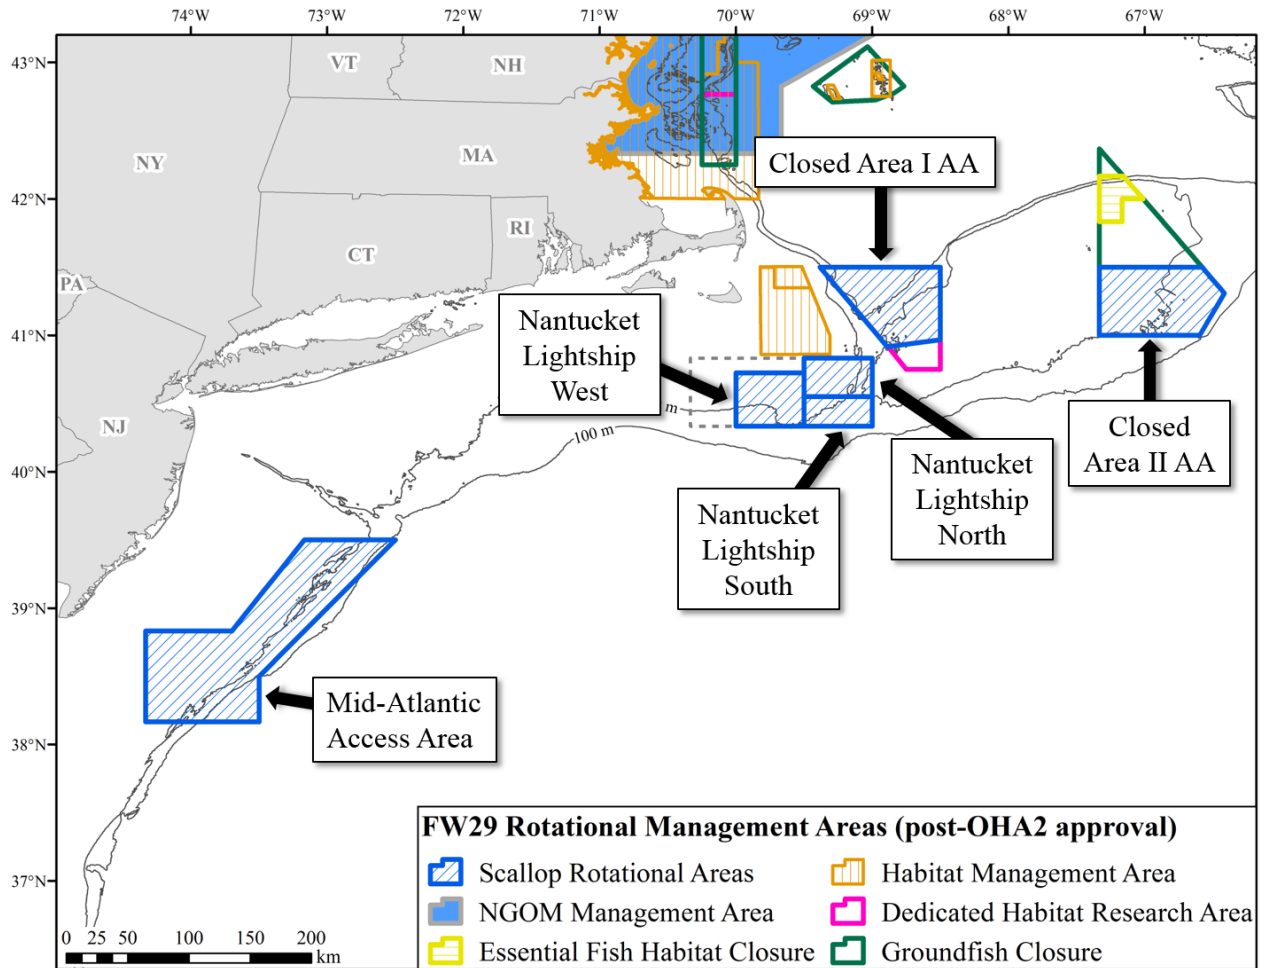 74°W 73°W 72°W 71°W 70°W 69°W 68°W 67°W
43°N
VT
NH
NY
MA
Closed Area I AA
42°N
RI
CT
PA
Nantucket
Lightship
West
41°N
m
NJ
100 m
Closed
Area II AA
40°N
Nantucket
Lightship
North
Nantucket
Lightship
South
39°N
Mid-Atlantic
Access Area
38°N
FW29 Rotational Management Areas (post-OHA2 approval)
Scallop Rotational Areas
Habitat Management Area
37°N
NGOM Management Area
Dedicated Habitat Research Area
Essential Fish Habitat Closure
Groundfish Closure
0 25 50 100 150 200
km